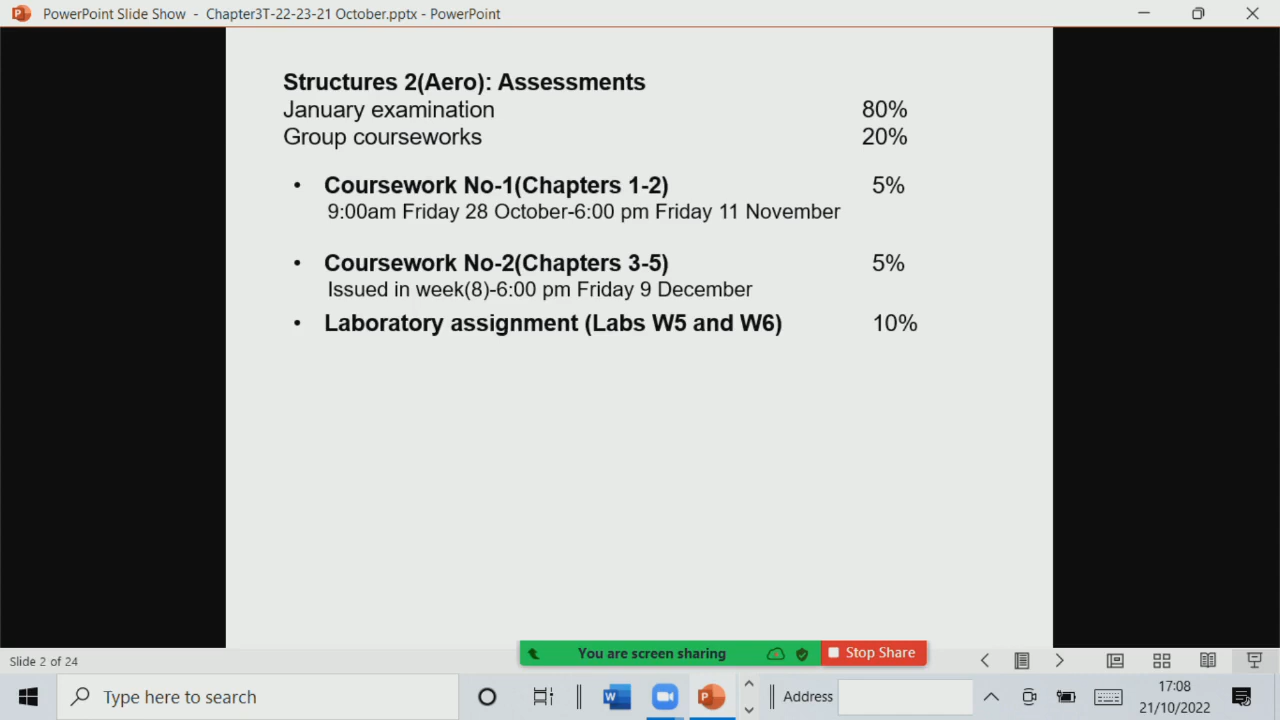 PowerPoint Slide Show - Chapter3T-22-23-21 October.pptx - PowerPoint
Structures 2(Aero): Assessments
January examination 80%
Group courseworks 20%
• Coursework No-1(Chapters 1-2) 5%
9:00am Friday 28 October-6:00 pm Friday 11 November
• Coursework No-2(Chapters 3-5) 5%
Issued in week(8)-6:00 pm Friday 9 December
• Laboratory assignment (Labs W5 and W6) 10%
You are screen sharing Stop Share
Slide 2 of 24
Type here to search
Address
17:08
21/10/2022